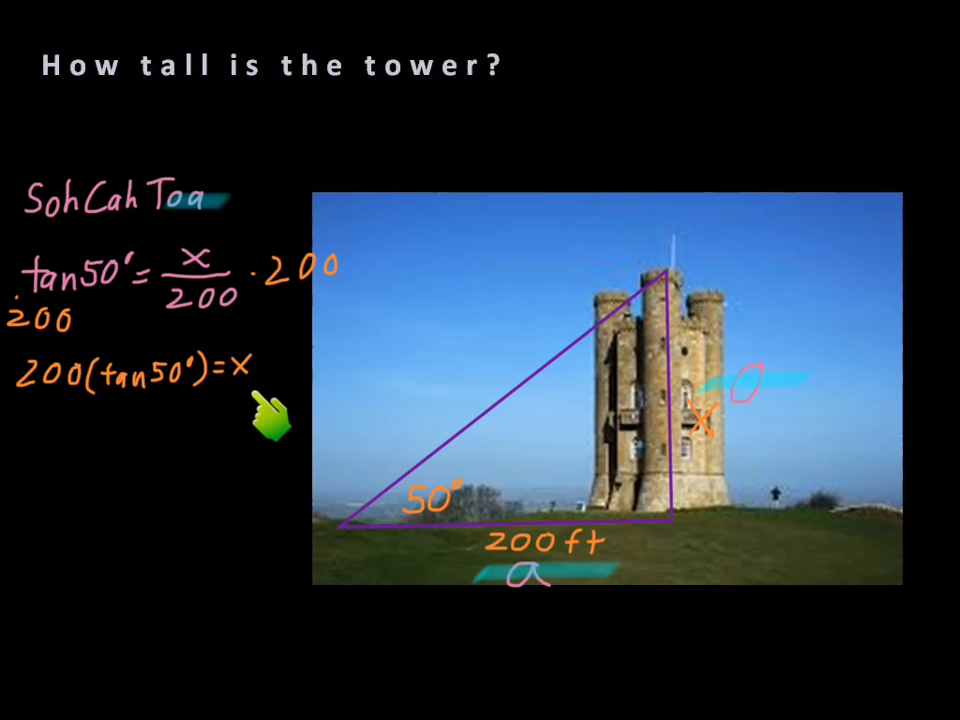 How tall is the tower?
SohCahToa
tan50°=x/200 ·200
·200
200(tan50°)=x
50°
x
o
200ft
a